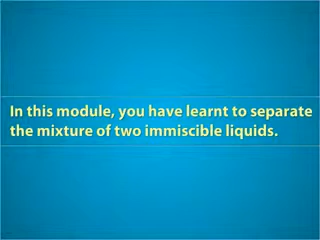 In this module, you have learnt to separate
the mixture of two immiscible liquids.